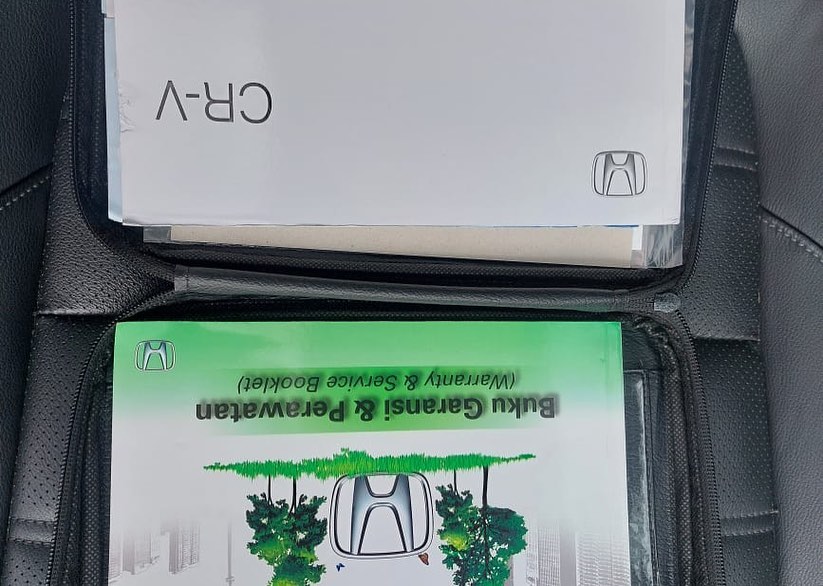 CR-V
Buku Garansi & Perawatan
(Warranty & Service Booklet)